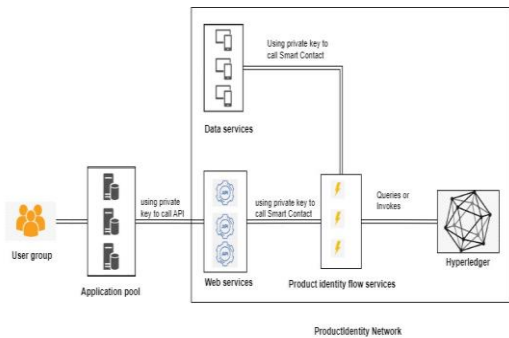 Using private key to
call Smart Contact
Data services
using private
key to call API
using private key to
call Smart Contact
Queries or
Invokes
User group
Application pool
Web services
Product identity flow services
Hyperledger
ProductIdentity Network